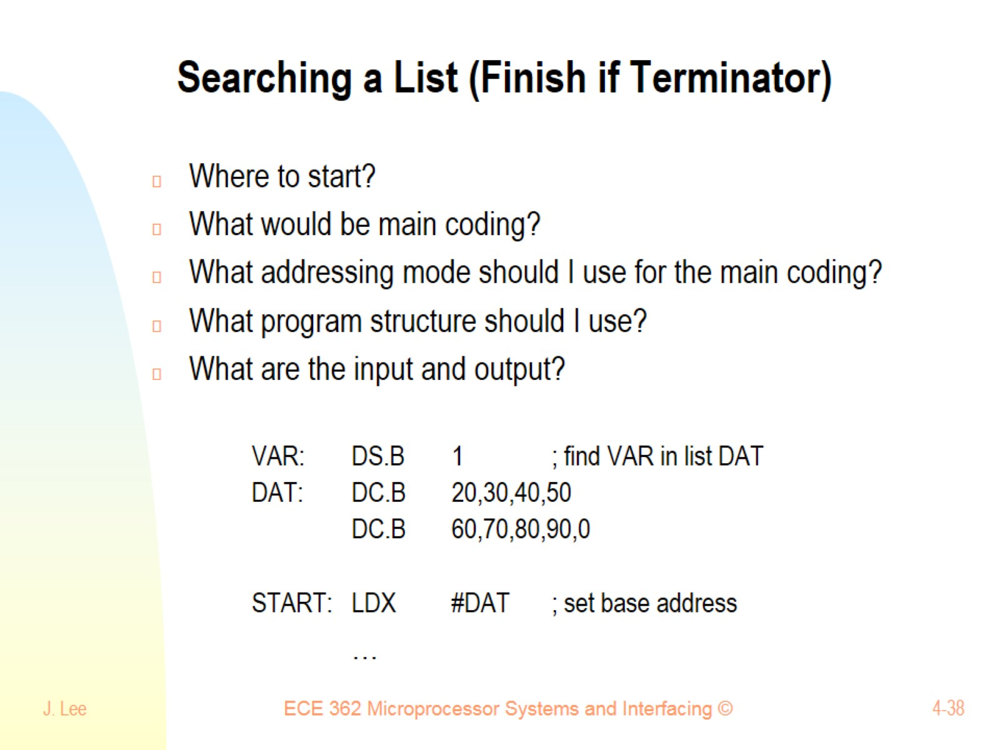 Searching a List (Finish if Terminator)
Where to start?
What would be main coding?
What addressing mode should I use for the main coding?
What program structure should I use?
What are the input and output?
VAR: DS.B 1 ; find VAR in list DAT
DAT: DC.B 20,30,40,50
DC.B 60,70,80,90,0
START: LDX #DAT ; set base address
…
J. Lee ECE 362 Microprocessor Systems and Interfacing © 4-38